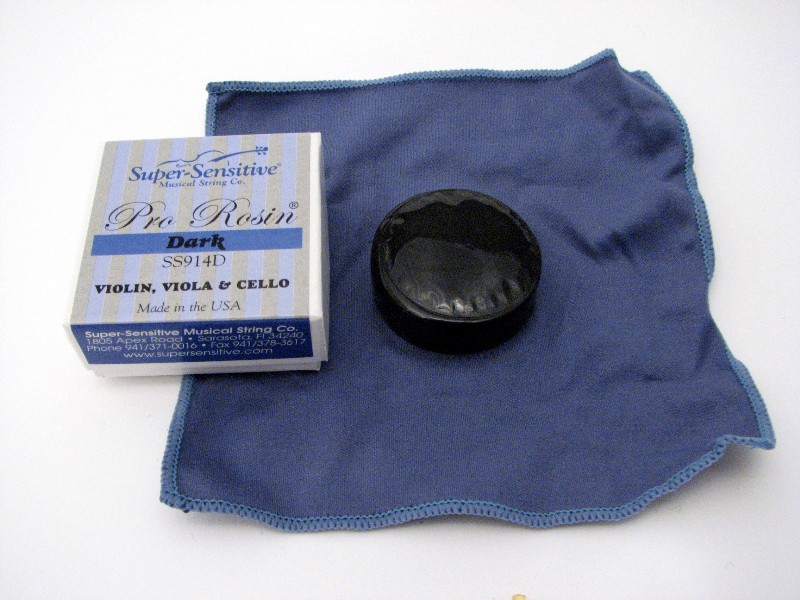 Super-Sensitive®
Musical String Co.
Pro Rosin®
Dark
SS914D
VIOLIN, VIOLA & CELLO
Made in the USA
Super-Sensitive Musical String Co.
1805 Apex Road • Sarasota, Fl 34240
Phone 941/371-0016 • Fax 941/378-3617
www.supersensitive.com